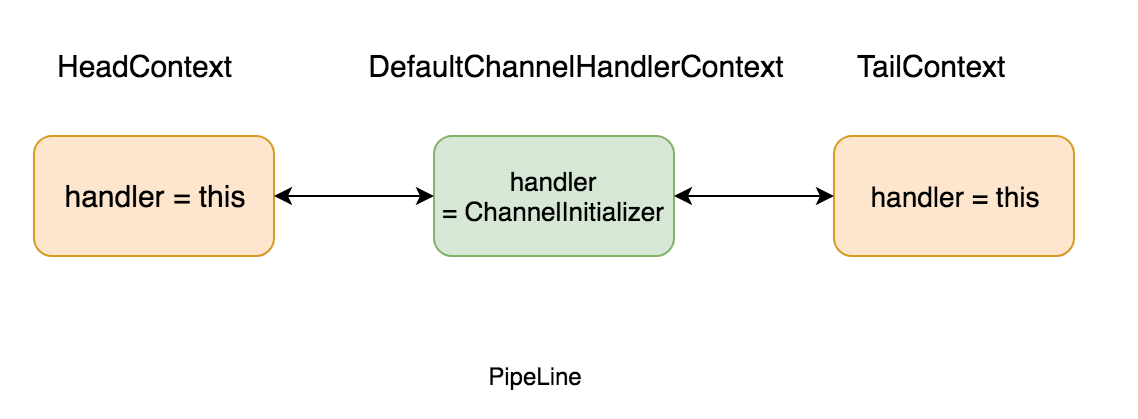 HeadContext
DefaultChannelHandlerContext
TailContext
handler = this
handler
= ChannelInitializer
handler = this
PipeLine